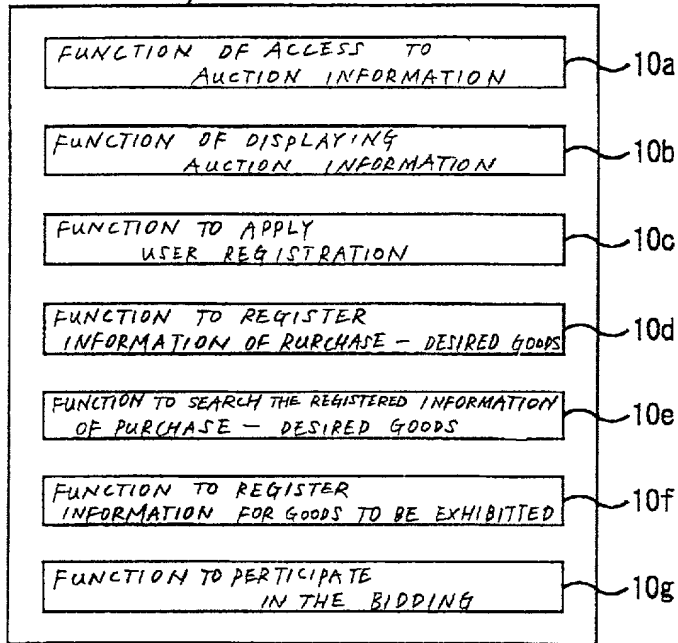 FUNCTION OF ACCESS TO
AUCTION INFORMATION
10a
FUNCTION OF DISPLAYING
AUCTION INFORMATION
10b
FUNCTION TO APPLY
USER REGISTRATION
10c
FUNCTION TO REGISTER
INFORMATION OF RURCHASE - DESIRED GOODS
10d
FUNCTION TO SEARCH THE REGISTERED INFORMATION
OF PURCHASE - DESIRED GOODS
10e
FUNCTION TO REGISTER
INFORMATION FOR GOODS TO BE EXHIBITTED
10f
FUNCTION TO PERTICIPATE
IN THE BIDDING
10g